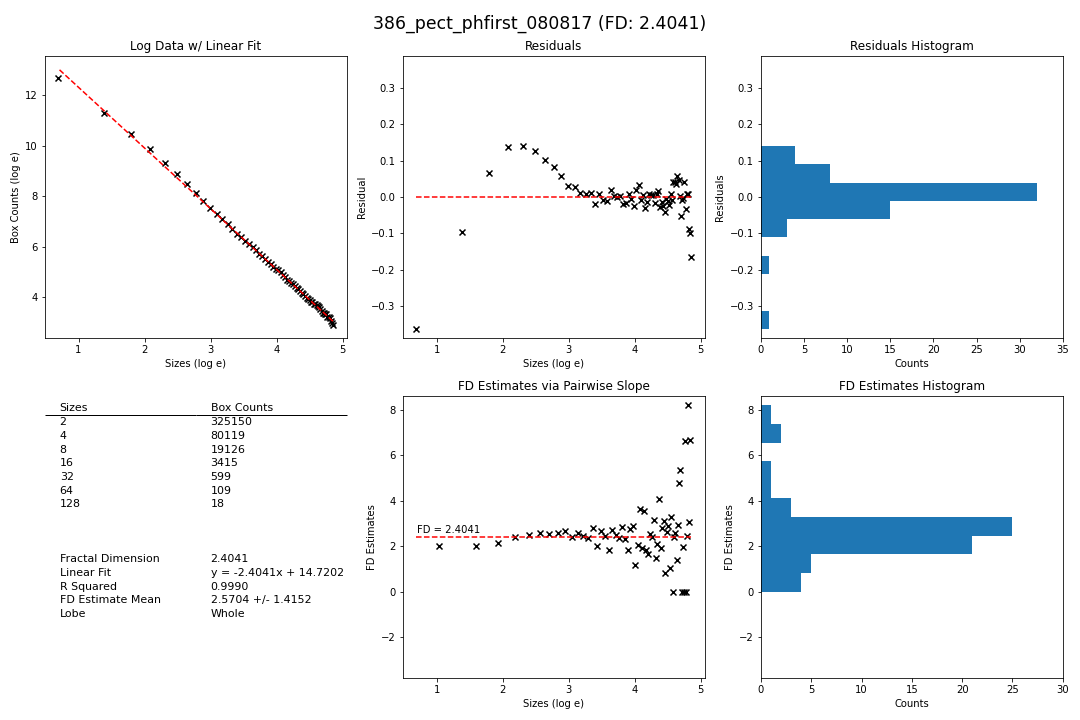 386_pect_phfirst_080817 (FD: 2.4041)
Log Data w/ Linear Fit
Box Counts (log e)
12
10
8
6
4
1
2
3
4
5
Sizes (log e)
Residuals
Residual
0.3
0.2
0.1
0.0
−0.1
−0.2
−0.3
1
2
3
4
5
Sizes (log e)
Residuals Histogram
Residuals
0.3
0.2
0.1
0.0
−0.1
−0.2
−0.3
0
5
10
15
20
25
30
35
Counts
Sizes Box Counts
2 325150
4 80119
8 19126
16 3415
32 599
64 109
128 18
Fractal Dimension 2.4041
Linear Fit y = -2.4041x + 14.7202
R Squared 0.9990
FD Estimate Mean 2.5704 +/- 1.4152
Lobe Whole
FD Estimates via Pairwise Slope
FD Estimates
8
6
4
2
0
−2
FD = 2.4041
1
2
3
4
5
Sizes (log e)
FD Estimates Histogram
FD Estimates
8
6
4
2
0
−2
0
5
10
15
20
25
30
Counts